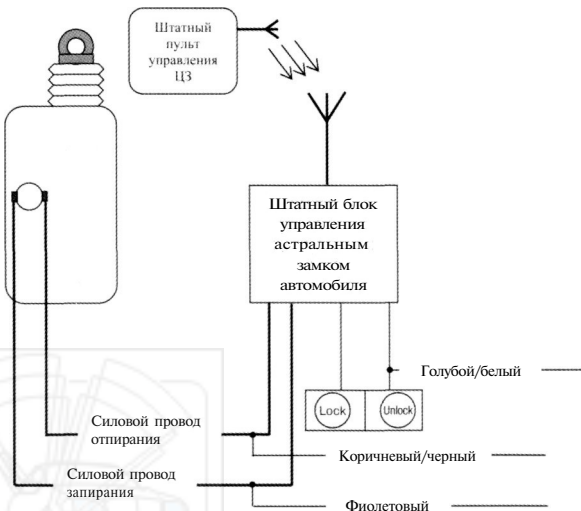 Штатный
пульт
управления
ЦЗ
Штатный блок
управления
астральным
замком
автомобиля
Голубой/белый
Lock
Unlock
Силовой провод
отпирания
Коричневый/черный
Силовой провод
запирания
Фиолетовый